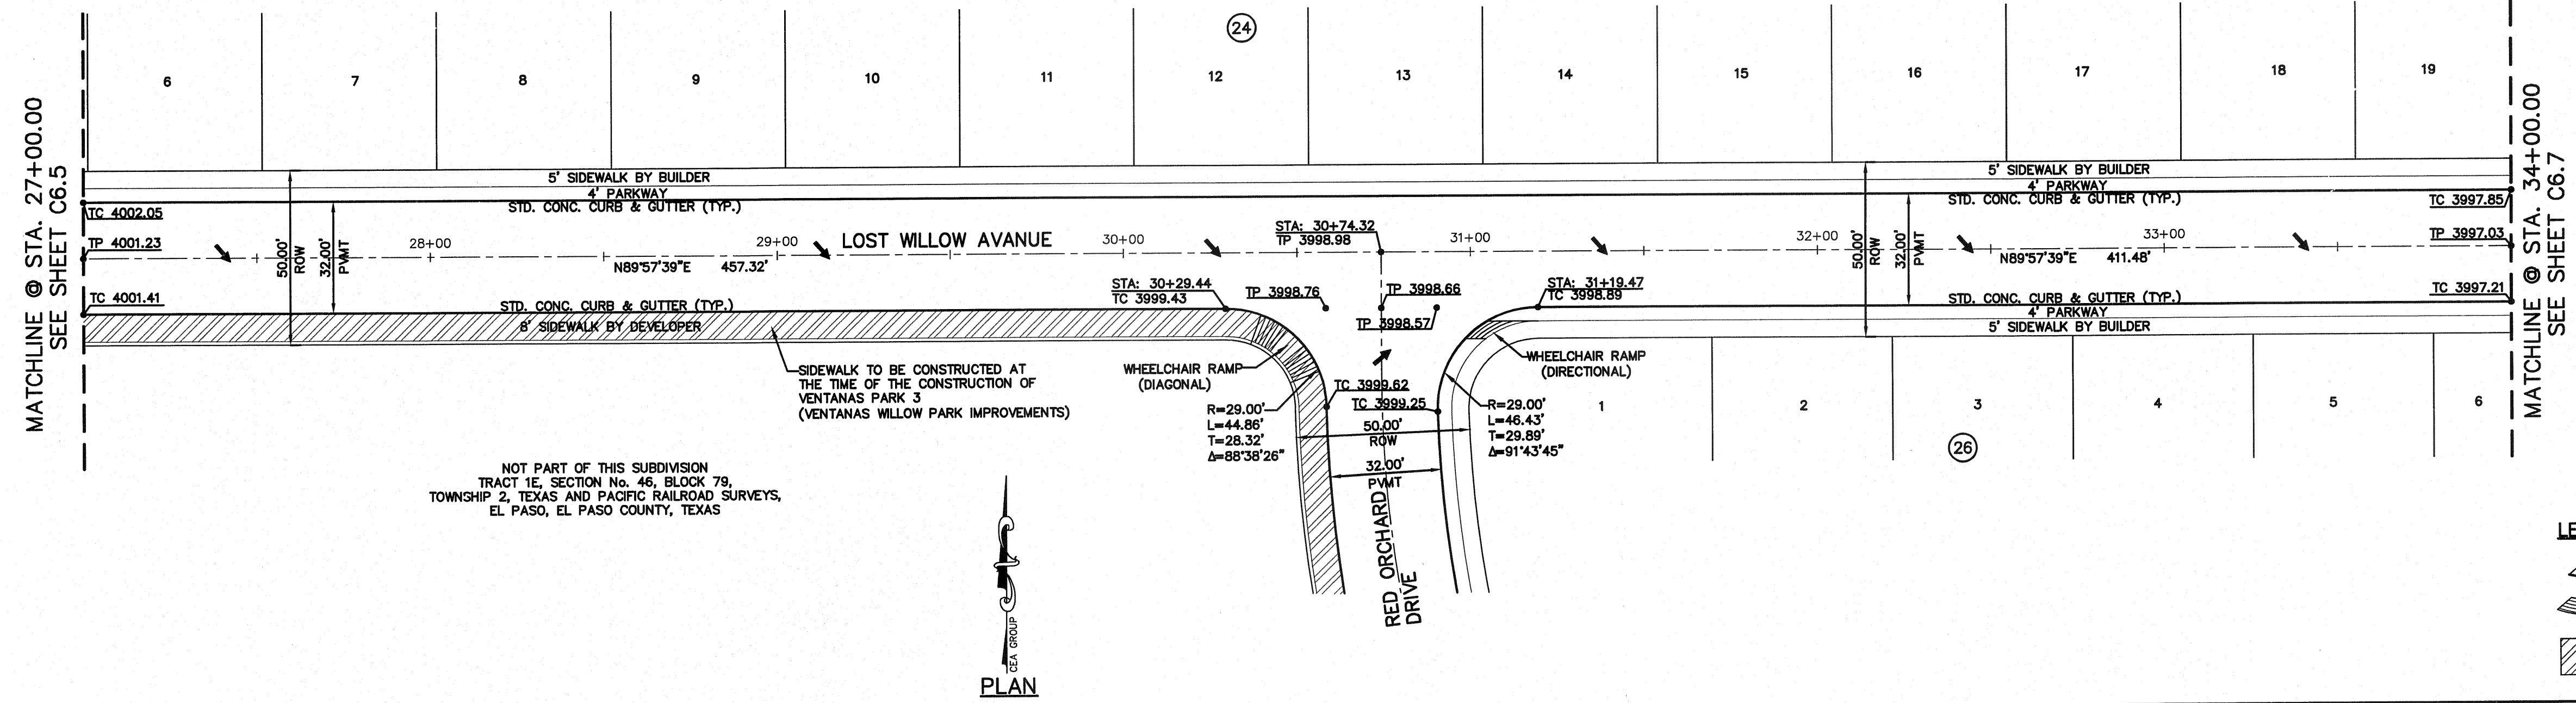 24
6
7
8
9
10
11
12
13
14
15
16
17
18
19
MATCHLINE @ STA. 27+00.00
SEE SHEET C6.5
MATCHLINE @ STA. 34+00.00
SEE SHEET C6.7
5' SIDEWALK BY BUILDER
4' PARKWAY
STD. CONC. CURB & GUTTER (TYP.)
5' SIDEWALK BY BUILDER
4' PARKWAY
STD. CONC. CURB & GUTTER (TYP.)
TC 4002.05
TP 4001.23
TC 4001.41
50.00'
ROW
32.00'
PVMT
28+00
29+00
LOST WILLOW AVANUE
30+00
STA: 30+74.32
TP 3998.98
31+00
32+00
33+00
50.00'
ROW
32.00'
PVMT
TC 3997.85
TP 3997.03
TC 3997.21
N89°57'39"E 457.32'
N89°57'39"E 411.48'
STD. CONC. CURB & GUTTER (TYP.)
8' SIDEWALK BY DEVELOPER
STA: 30+29.44
TC 3999.43
TP 3998.76
TP 3998.66
TP 3998.57
STA: 31+19.47
TC 3998.89
STD. CONC. CURB & GUTTER (TYP.)
4' PARKWAY
5' SIDEWALK BY BUILDER
SIDEWALK TO BE CONSTRUCTED AT
THE TIME OF THE CONSTRUCTION OF
VENTANAS PARK 3
(VENTANAS WILLOW PARK IMPROVEMENTS)
WHEELCHAIR RAMP
(DIAGONAL)
WHEELCHAIR RAMP
(DIRECTIONAL)
TC 3999.62
TC 3999.25
R=29.00'
L=44.86'
T=28.32'
Δ=88°38'26"
50.00'
ROW
32.00'
PVMT
R=29.00'
L=46.43'
T=29.89'
Δ=91°43'45"
1
2
3
4
5
6
26
NOT PART OF THIS SUBDIVISION
TRACT 1E, SECTION No. 46, BLOCK 79,
TOWNSHIP 2, TEXAS AND PACIFIC RAILROAD SURVEYS,
EL PASO, EL PASO COUNTY, TEXAS
RED ORCHARD
DRIVE
CEA GROUP
PLAN
LE